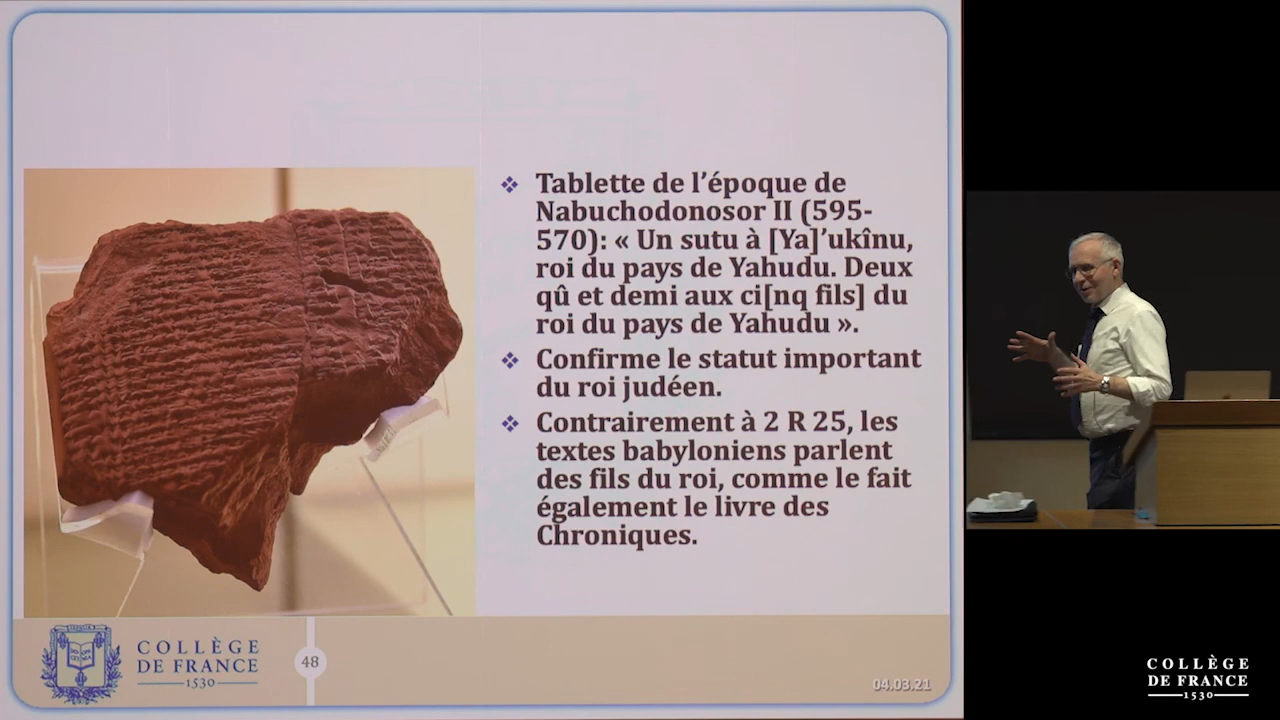 ❖ Tablette de l’époque de
Nabuchodonosor II (595-
570): « Un sutu à [Ya]’ukînu,
roi du pays de Yahudu. Deux
qû et demi aux ci[nq fils] du
roi du pays de Yahudu ».
❖ Confirme le statut important
du roi judéen.
❖ Contrairement à 2 R 25, les
textes babyloniens parlent
des fils du roi, comme le fait
également le livre des
Chroniques.
COLLÈGE
DE FRANCE
1530
48
04.03.21
COLLÈGE
DE FRANCE
1530